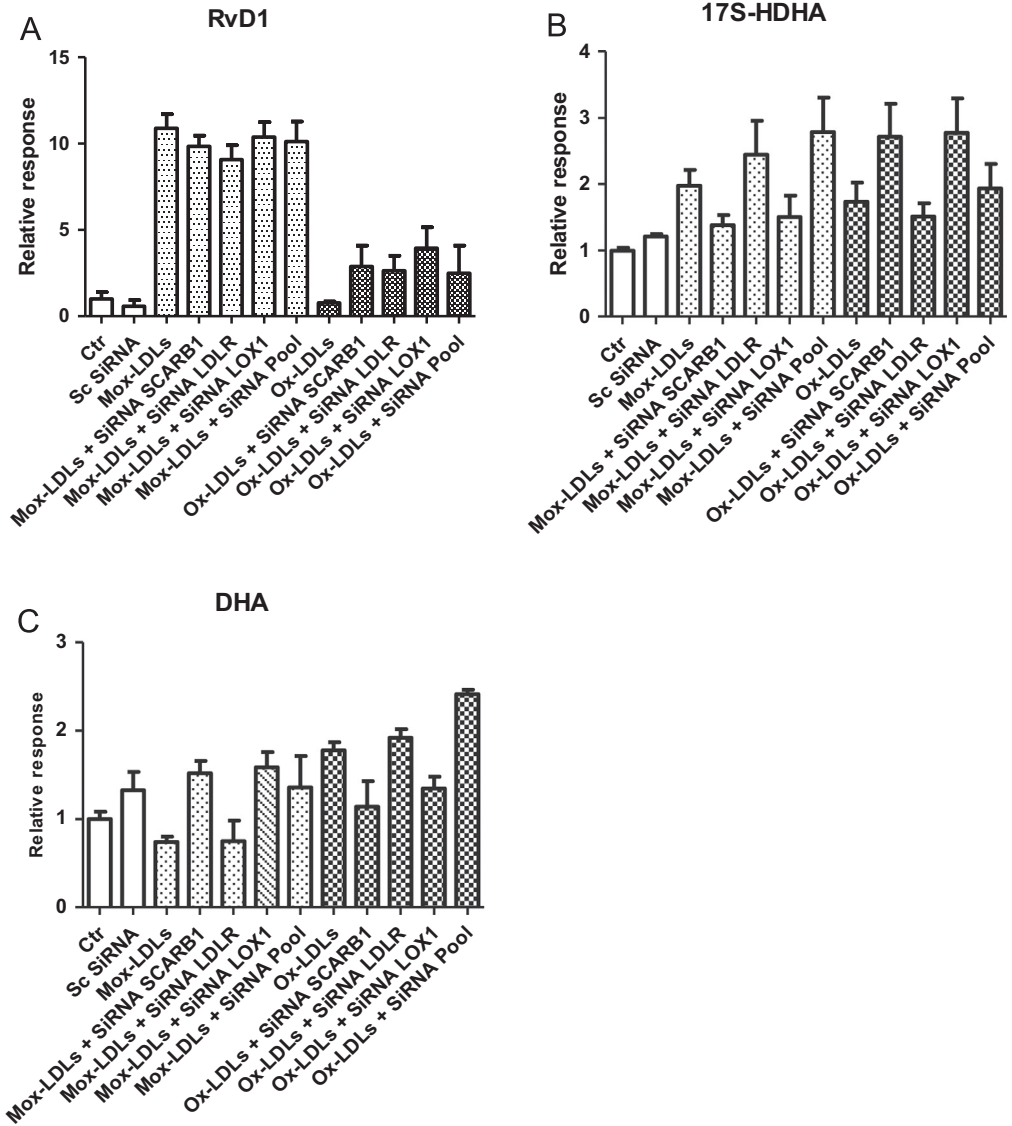 A
RvD1
Relative response
15
10
5
0
Ctr
Sc SiRNA
Mox-LDLs
Mox-LDLs + SiRNA SCARB1
Mox-LDLs + SiRNA LDLR
Mox-LDLs + SiRNA LOX1
Mox-LDLs + SiRNA Pool
Ox-LDLs
Ox-LDLs + SiRNA SCARB1
Ox-LDLs + SiRNA LDLR
Ox-LDLs + SiRNA LOX1
Ox-LDLs + SiRNA Pool
B
17S-HDHA
Relative response
4
3
2
1
0
Ctr
Sc SiRNA
Mox-LDLs
Mox-LDLs + SiRNA SCARB1
Mox-LDLs + SiRNA LDLR
Mox-LDLs + SiRNA LOX1
Mox-LDLs + SiRNA Pool
Ox-LDLs
Ox-LDLs + SiRNA SCARB1
Ox-LDLs + SiRNA LDLR
Ox-LDLs + SiRNA LOX1
Ox-LDLs + SiRNA Pool
C
DHA
Relative response
3
2
1
0
Ctr
Sc SiRNA
Mox-LDLs
Mox-LDLs + SiRNA SCARB1
Mox-LDLs + SiRNA LDLR
Mox-LDLs + SiRNA LOX1
Mox-LDLs + SiRNA Pool
Ox-LDLs
Ox-LDLs + SiRNA SCARB1
Ox-LDLs + SiRNA LDLR
Ox-LDLs + SiRNA LOX1
Ox-LDLs + SiRNA Pool